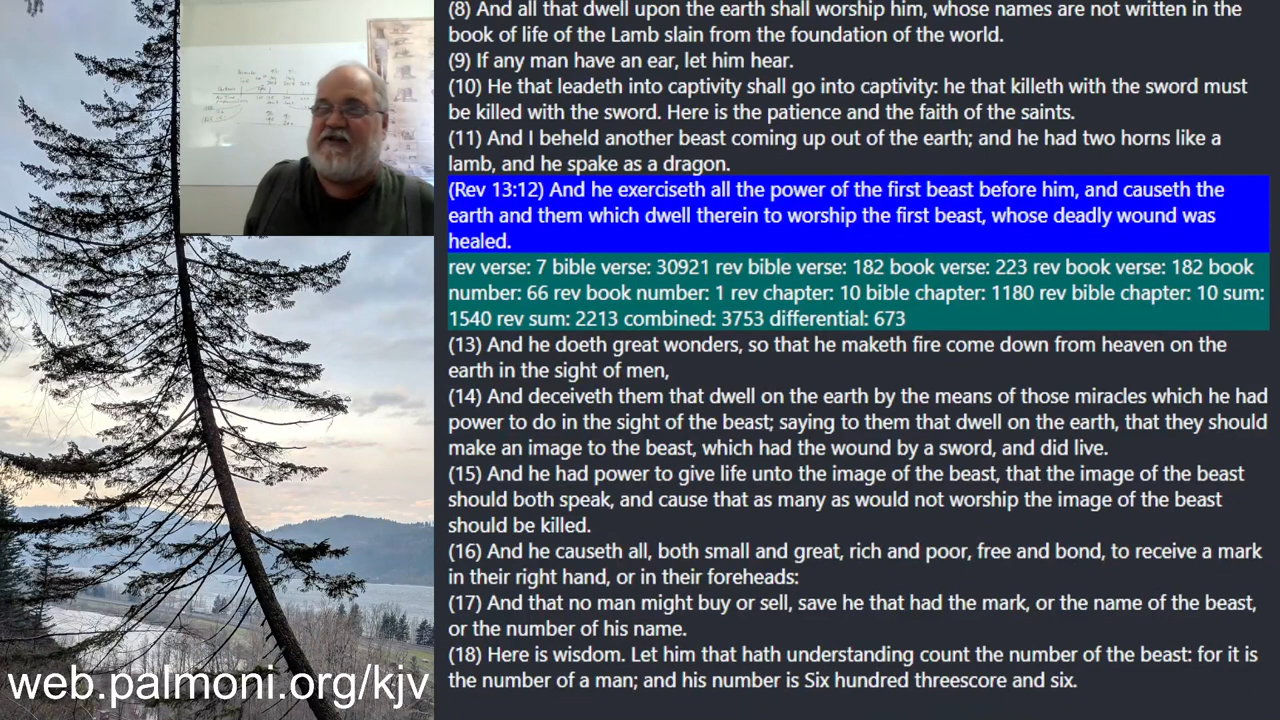 (8) And all that dwell upon the earth shall worship him, whose names are not written in the
book of life of the Lamb slain from the foundation of the world.
(9) If any man have an ear, let him hear.
(10) He that leadeth into captivity shall go into captivity: he that killeth with the sword must
be killed with the sword. Here is the patience and the faith of the saints.
(11) And I beheld another beast coming up out of the earth; and he had two horns like a
lamb, and he spake as a dragon.
(Rev 13:12) And he exerciseth all the power of the first beast before him, and causeth the
earth and them which dwell therein to worship the first beast, whose deadly wound was
healed.
rev verse: 7 bible verse: 30921 rev bible verse: 182 book verse: 223 rev book verse: 182 book
number: 66 rev book number: 1 rev chapter: 10 bible chapter: 1180 rev bible chapter: 10 sum:
1540 rev sum: 2213 combined: 3753 differential: 673
(13) And he doeth great wonders, so that he maketh fire come down from heaven on the
earth in the sight of men,
(14) And deceiveth them that dwell on the earth by the means of those miracles which he had
power to do in the sight of the beast; saying to them that dwell on the earth, that they should
make an image to the beast, which had the wound by a sword, and did live.
(15) And he had power to give life unto the image of the beast, that the image of the beast
should both speak, and cause that as many as would not worship the image of the beast
should be killed.
(16) And he causeth all, both small and great, rich and poor, free and bond, to receive a mark
in their right hand, or in their foreheads:
(17) And that no man might buy or sell, save he that had the mark, or the name of the beast,
or the number of his name.
(18) Here is wisdom. Let him that hath understanding count the number of the beast: for it is
the number of a man; and his number is Six hundred threescore and six.
web.palmoni.org/kjv